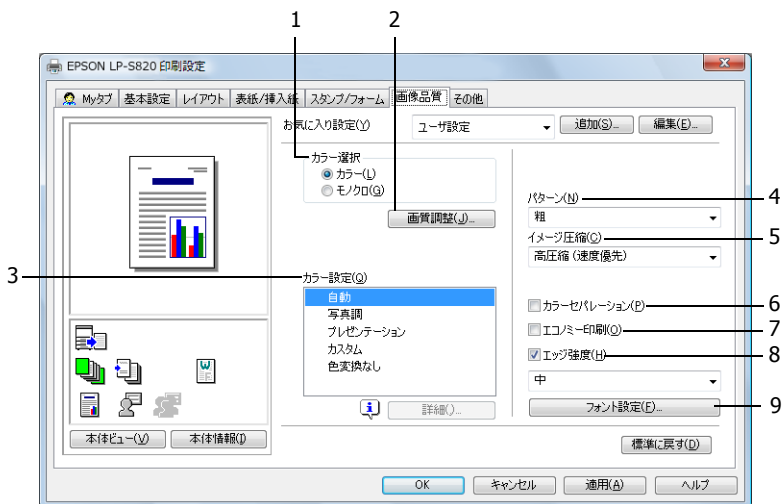 1
2
EPSON LP-S820 印刷設定
Myタブ 基本設定 レイアウト 表紙/挿入紙 スタンプ/フォーム 画像品質 その他
お気に入り設定(Y) ユーザ設定 追加(S)... 編集(E)...
カラー選択
カラー(L)
モノクロ(G)
画質調整(J)...
3
カラー設定(Q)
自動
写真調
プレゼンテーション
カスタム
色変換なし
詳細()...
パターン(N)
4
粗
イメージ圧縮(C)
5
高圧縮 (速度優先)
カラーセパレーション(P)
6
エコノミー印刷(O)
7
エッジ強度(H)
8
中
フォント設定(F)...
9
本体ビュー(V) 本体情報(I)
標準に戻す(D)
OK キャンセル 適用(A) ヘルプ